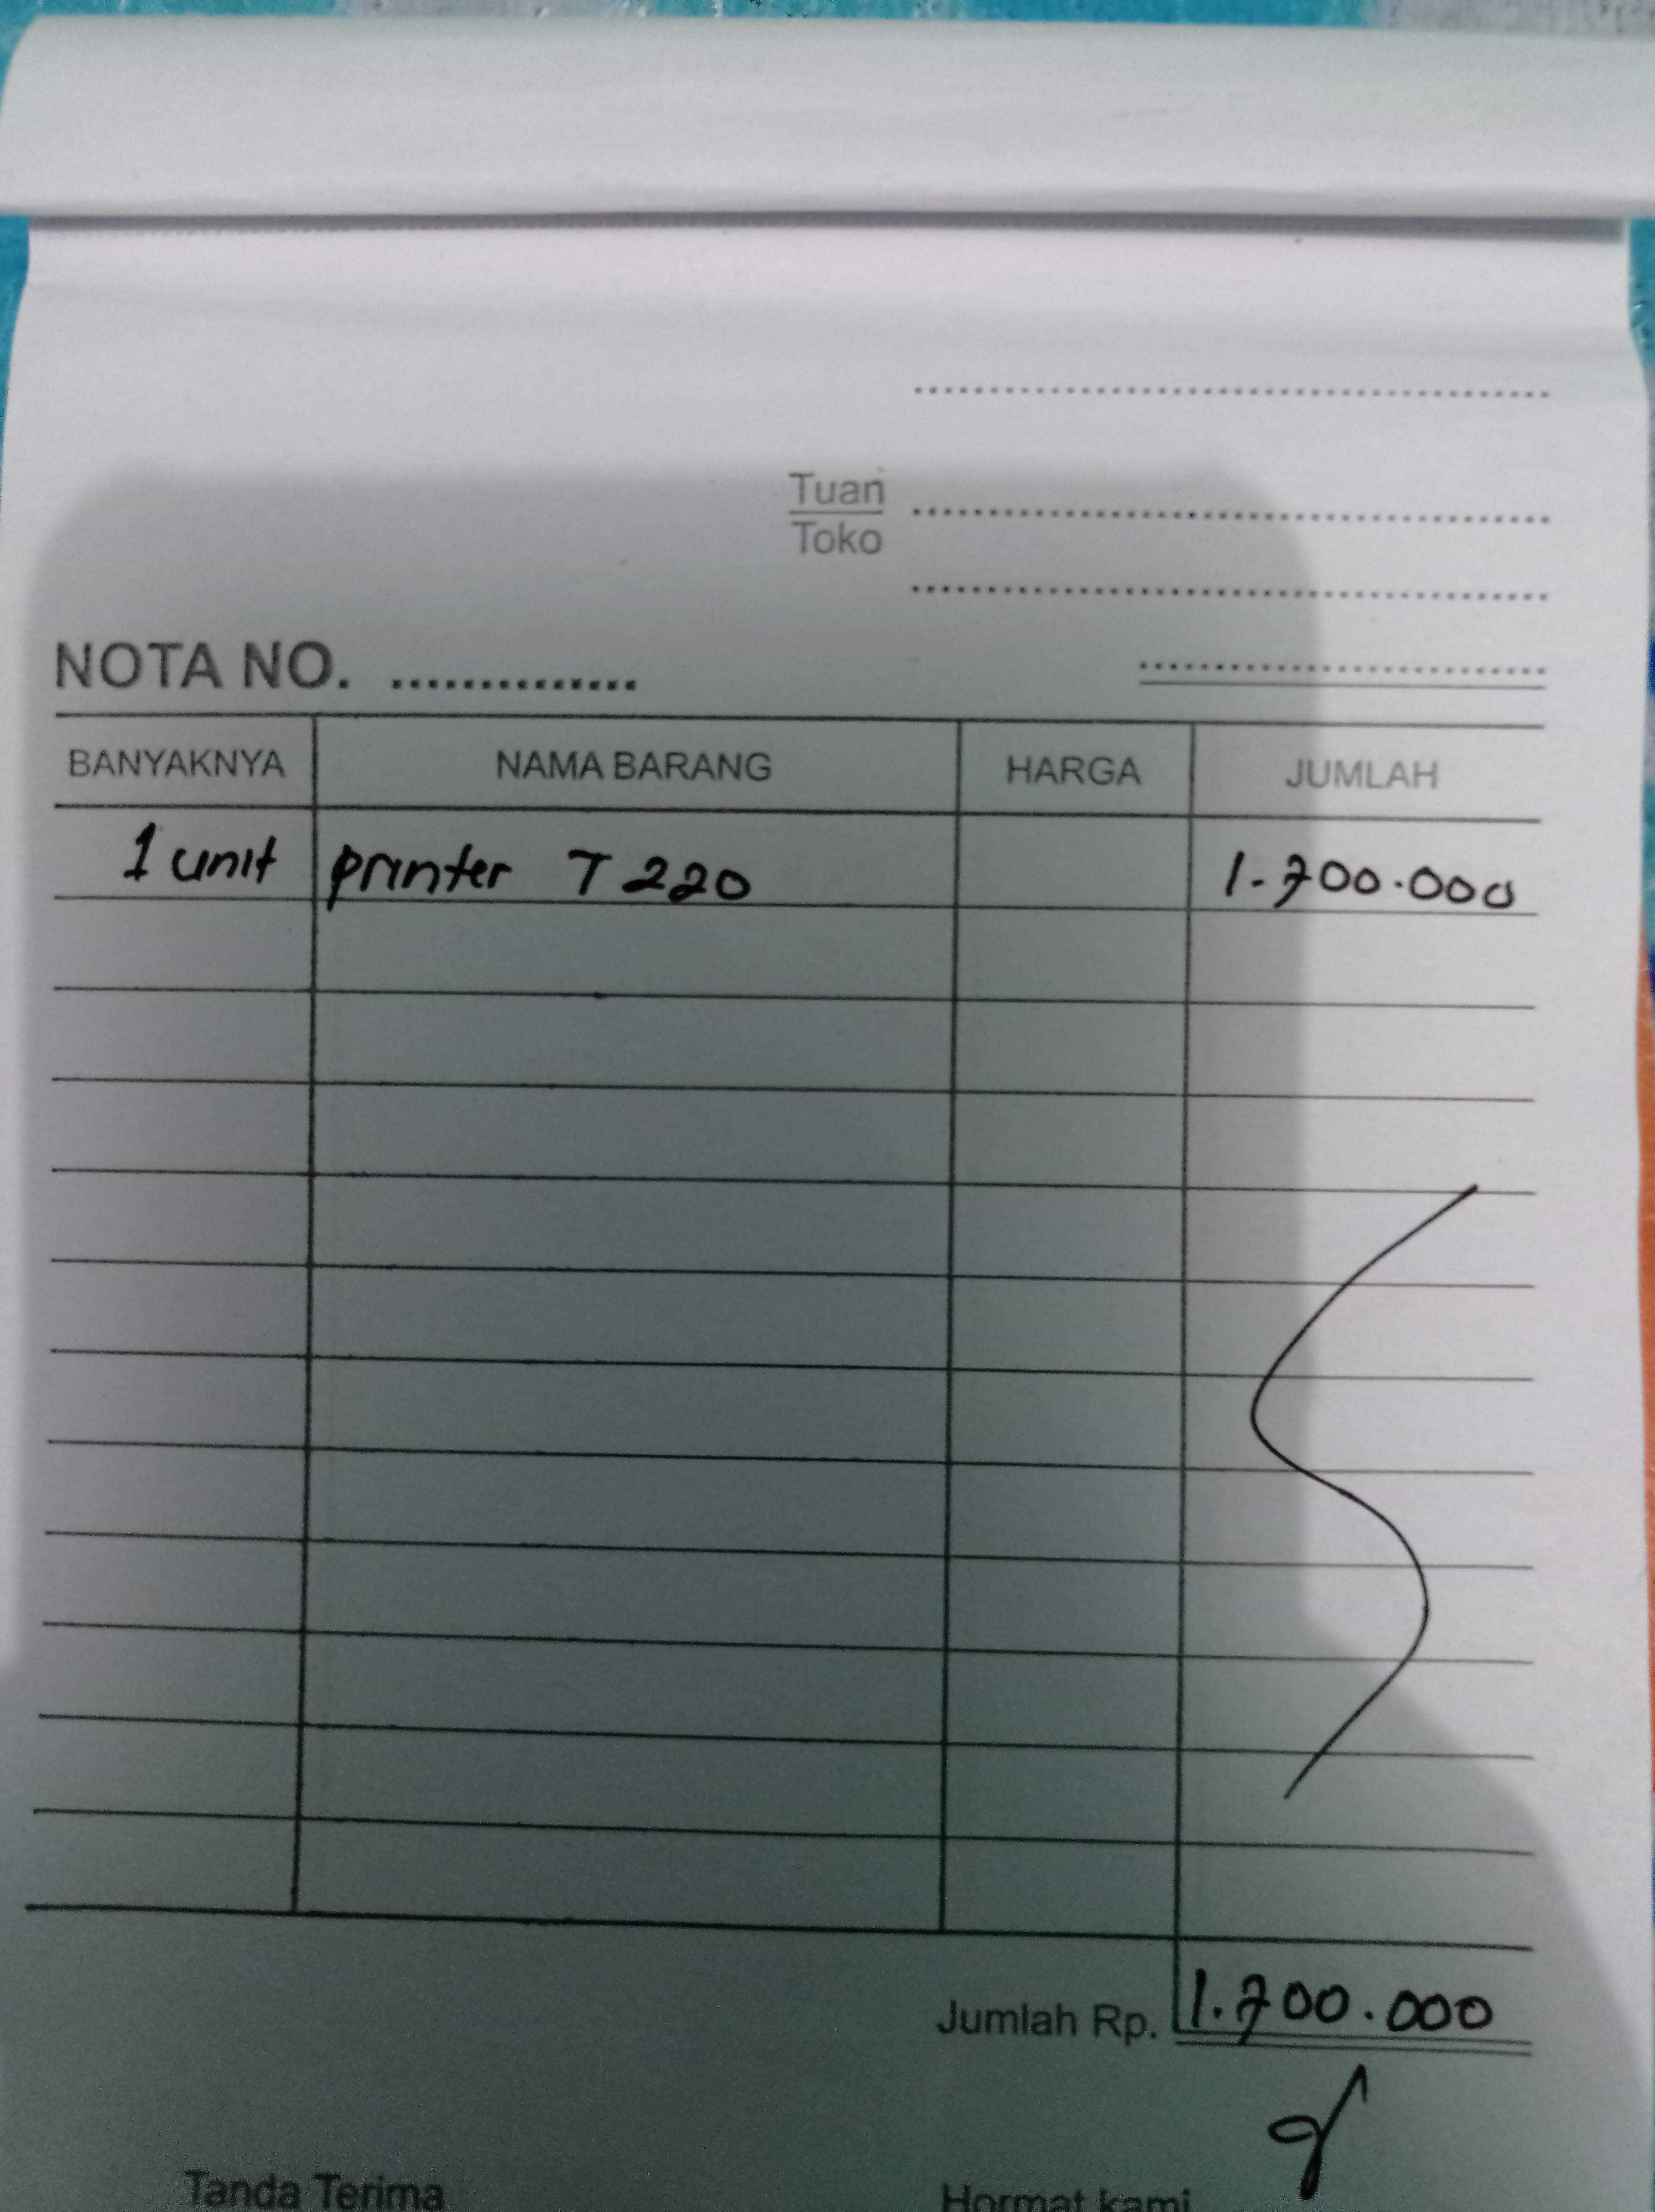 Tuan
Toko
NOTA NO. ..............
BANYAKNYA NAMA BARANG HARGA JUMLAH
1 unit printer T 220 1.700.000
Jumlah Rp. 1.700.000
Tanda Terima Hormat kami